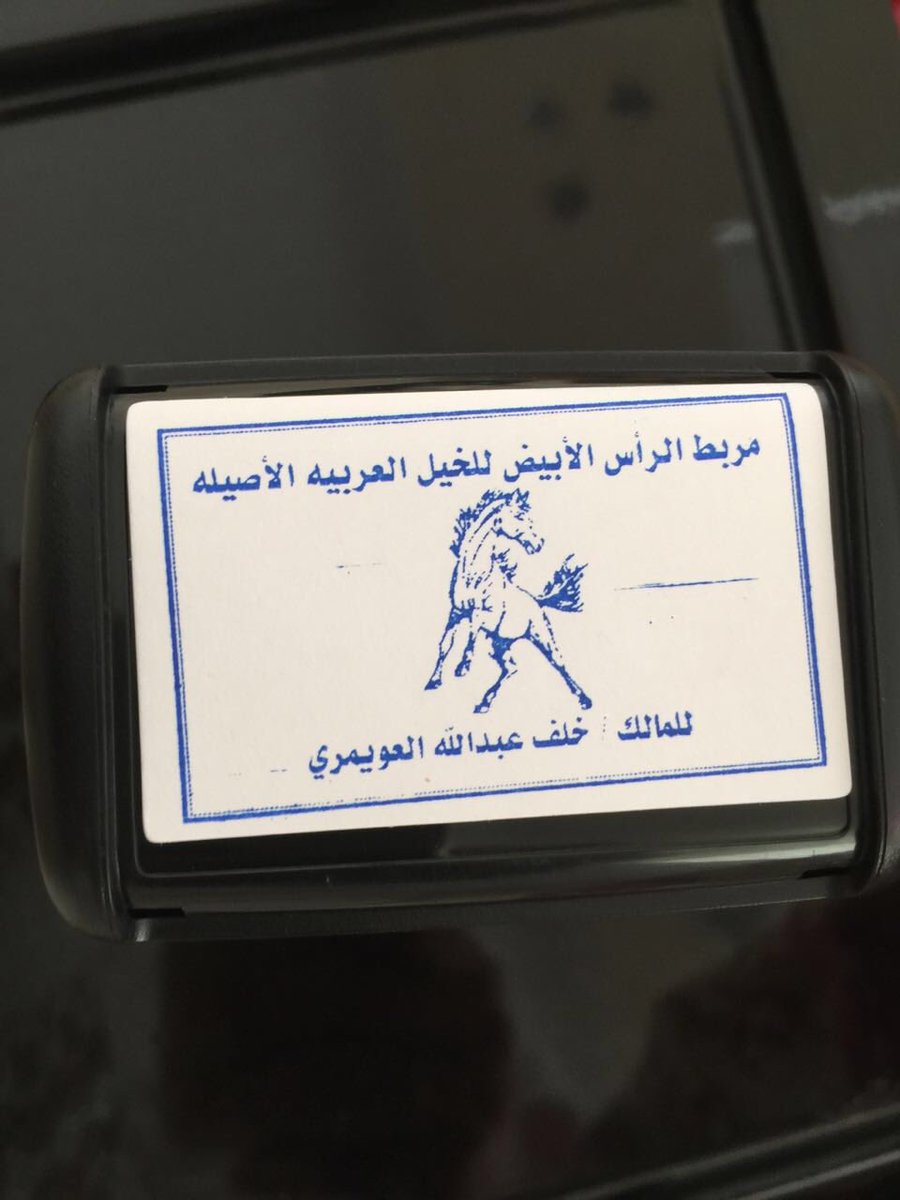 مربط الرأس الأبيض للخيل العربيه الأصيله
للمالك / خلف عبدالله العويمري